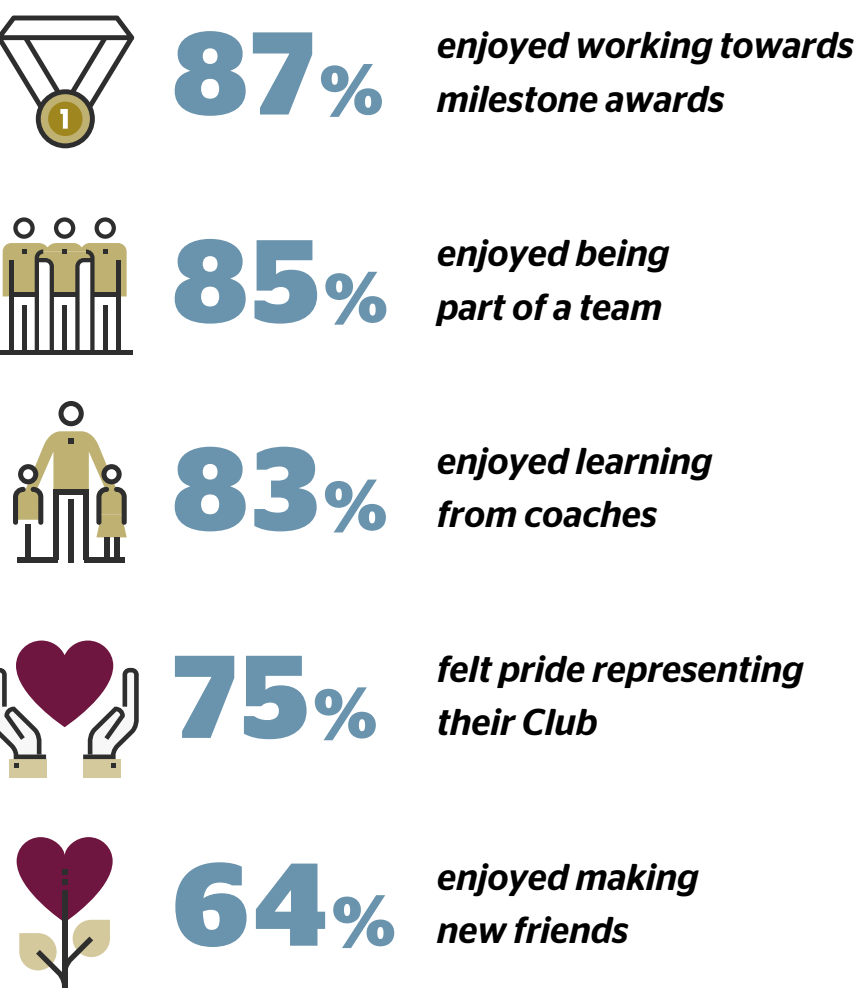 1
87% enjoyed working towards
milestone awards
85% enjoyed being
part of a team
83% enjoyed learning
from coaches
75% felt pride representing
their Club
64% enjoyed making
new friends